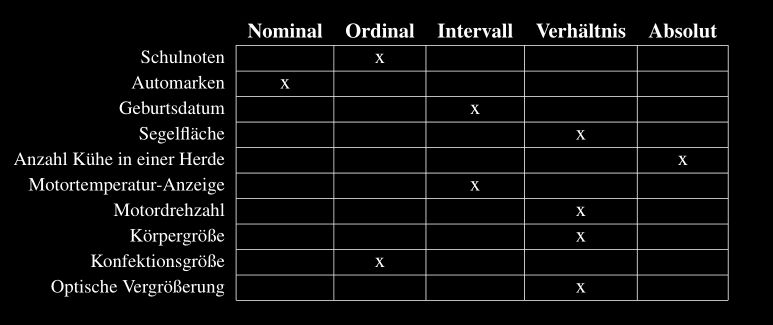 Nominal Ordinal Intervall Verhältnis Absolut
Schulnoten x
Automarken x
Geburtsdatum x
Segelfläche x
Anzahl Kühe in einer Herde x
Motortemperatur-Anzeige x
Motordrehzahl x
Körpergröße x
Konfektionsgröße x
Optische Vergrößerung x